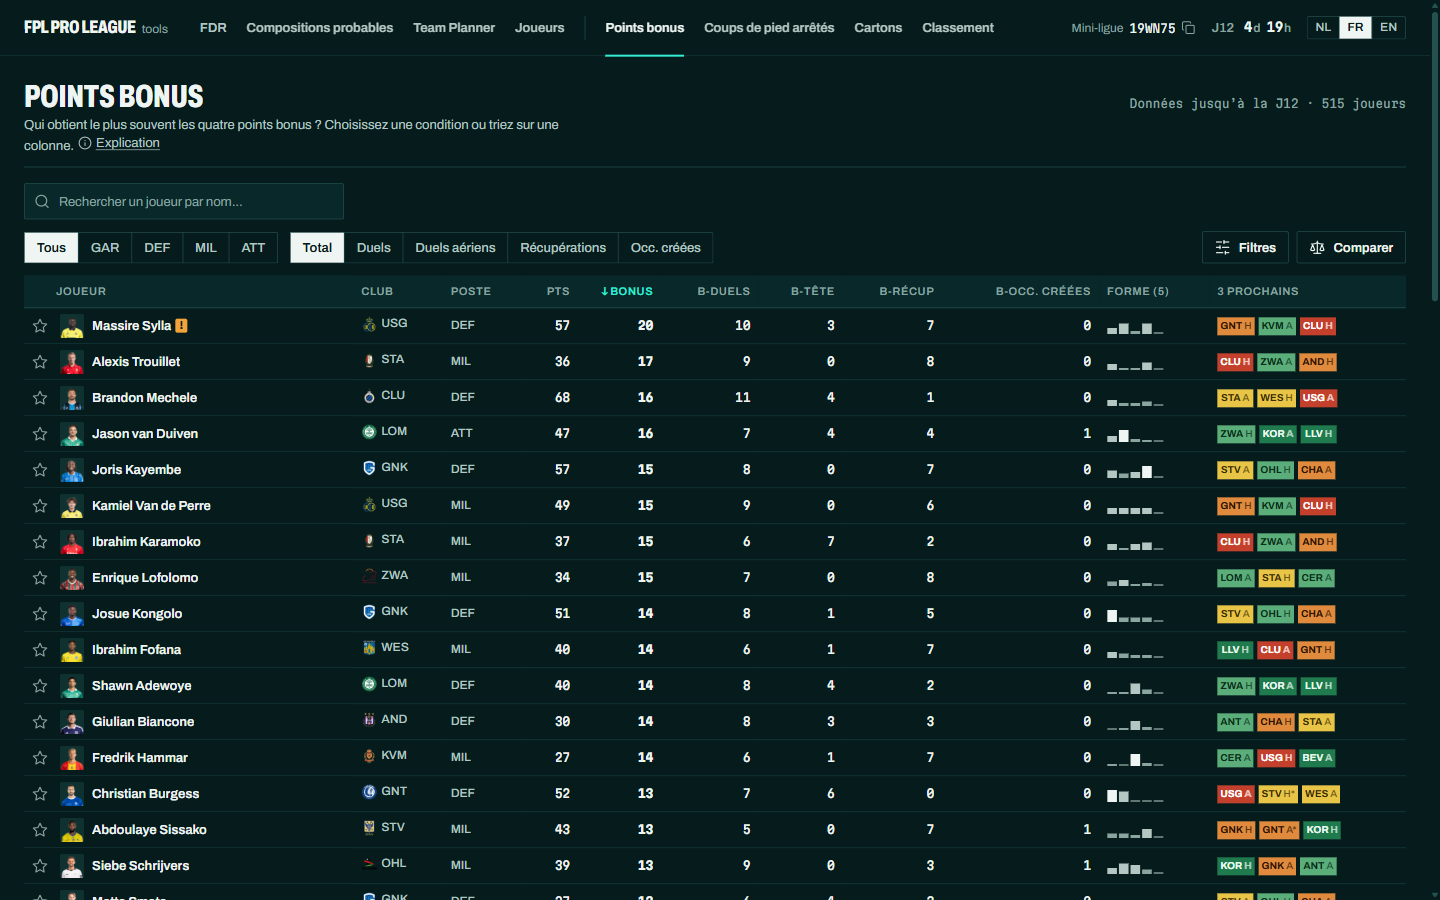 FPL PRO LEAGUE tools FDR Compositions probables Team Planner Joueurs Points bonus Coups de pied arrêtés Cartons Classement Mini-ligue 19WN75 J12 4d 19h NL FR EN
POINTS BONUS
Données jusqu'à la J12 · 515 joueurs
Qui obtient le plus souvent les quatre points bonus ? Choisissez une condition ou triez sur une
colonne. Explication
Rechercher un joueur par nom...
Tous GAR DEF MIL ATT Total Duels Duels aériens Récupérations Occ. créées Filtres Comparer
JOUEUR CLUB POSTE PTS ↓BONUS B-DUELS B-TÊTE B-RÉCUP B-OCC. CRÉÉES FORME (5) 3 PROCHAINS
Massire Sylla ! USG DEF 57 20 10 3 7 0 GNT H KVM A CLU H
Alexis Trouillet STA MIL 36 17 9 0 8 0 CLU H ZWA A AND H
Brandon Mechele CLU DEF 68 16 11 4 1 0 STA A WES H USG A
Jason van Duiven LOM ATT 47 16 7 4 4 1 ZWA H KOR A LLV H
Joris Kayembe GNK DEF 57 15 8 0 7 0 STV A OHL H CHA A
Kamiel Van de Perre USG MIL 49 15 9 0 6 0 GNT H KVM A CLU H
Ibrahim Karamoko STA MIL 37 15 6 7 2 0 CLU H ZWA A AND H
Enrique Lofolomo ZWA MIL 34 15 7 0 8 0 LOM A STA H CER A
Josue Kongolo GNK DEF 51 14 8 1 5 0 STV A OHL H CHA A
Ibrahim Fofana WES MIL 40 14 6 1 7 0 LLV H CLU A GNT H
Shawn Adewoye LOM DEF 40 14 8 4 2 0 ZWA H KOR A LLV H
Giulian Biancone AND DEF 30 14 8 3 3 0 ANT A CHA H STA A
Fredrik Hammar KVM MIL 27 14 6 1 7 0 CER A USG H BEV A
Christian Burgess GNT DEF 52 13 7 6 0 0 USG A STV H* WES A
Abdoulaye Sissako STV MIL 43 13 5 0 7 1 GNK H GNT A* KOR H
Siebe Schrijvers OHL MIL 39 13 9 0 3 1 KOR H GNK A ANT A